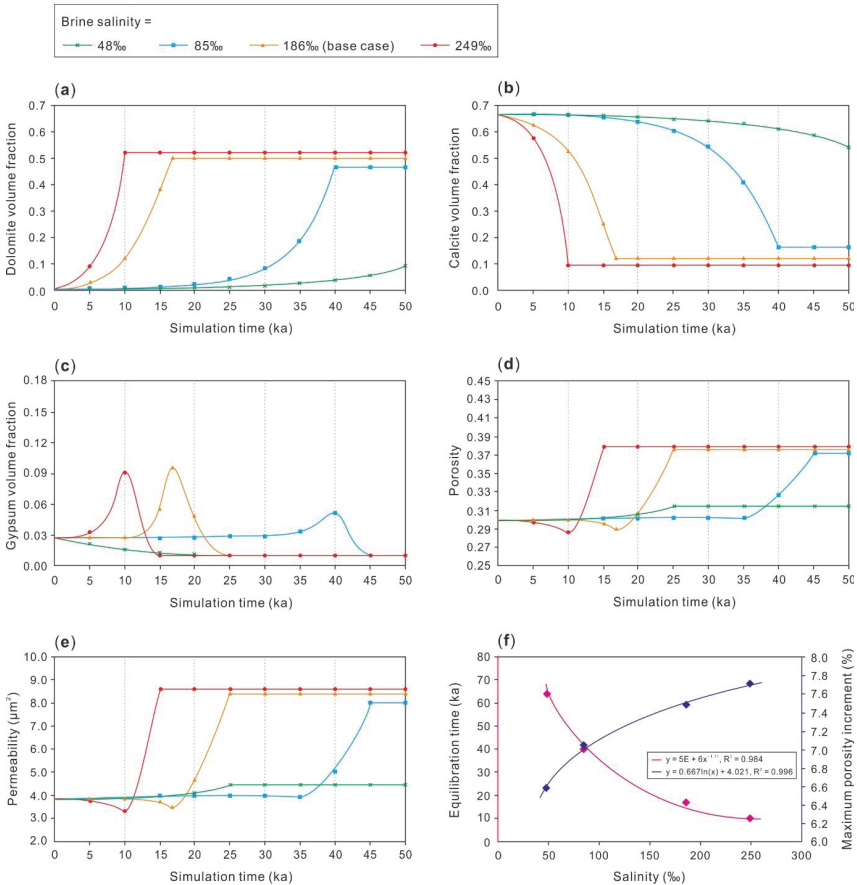 Brine salinity =
48‰ 85‰ 186‰ (base case) 249‰
(a)
Dolomite volume fraction
0.7
0.6
0.5
0.4
0.3
0.2
0.1
0.0
0 5 10 15 20 25 30 35 40 45 50
Simulation time (ka)
(b)
Calcite volume fraction
0.7
0.6
0.5
0.4
0.3
0.2
0.1
0.0
0 5 10 15 20 25 30 35 40 45 50
Simulation time (ka)
(c)
Gypsum volume fraction
0.18
0.15
0.12
0.09
0.06
0.03
0.00
0 5 10 15 20 25 30 35 40 45 50
Simulation time (ka)
(d)
Porosity
0.45
0.43
0.41
0.39
0.37
0.35
0.33
0.31
0.29
0.27
0.25
0 5 10 15 20 25 30 35 40 45 50
Simulation time (ka)
(e)
Permeability (μm²)
10.0
9.0
8.0
7.0
6.0
5.0
4.0
3.0
2.0
0 5 10 15 20 25 30 35 40 45 50
Simulation time (ka)
(f)
Equilibration time (ka)
80
70
60
50
40
30
20
10
0
0 50 100 150 200 250 300
Salinity (‰)
8.0
7.8
7.6
7.4
7.2
7.0
6.8
6.6
6.4
6.2
6.0
Maximum porosity increment (%)
y = 5E + 6x , R² = 0.984
y = 0.667ln(x) + 4.021, R² = 0.996